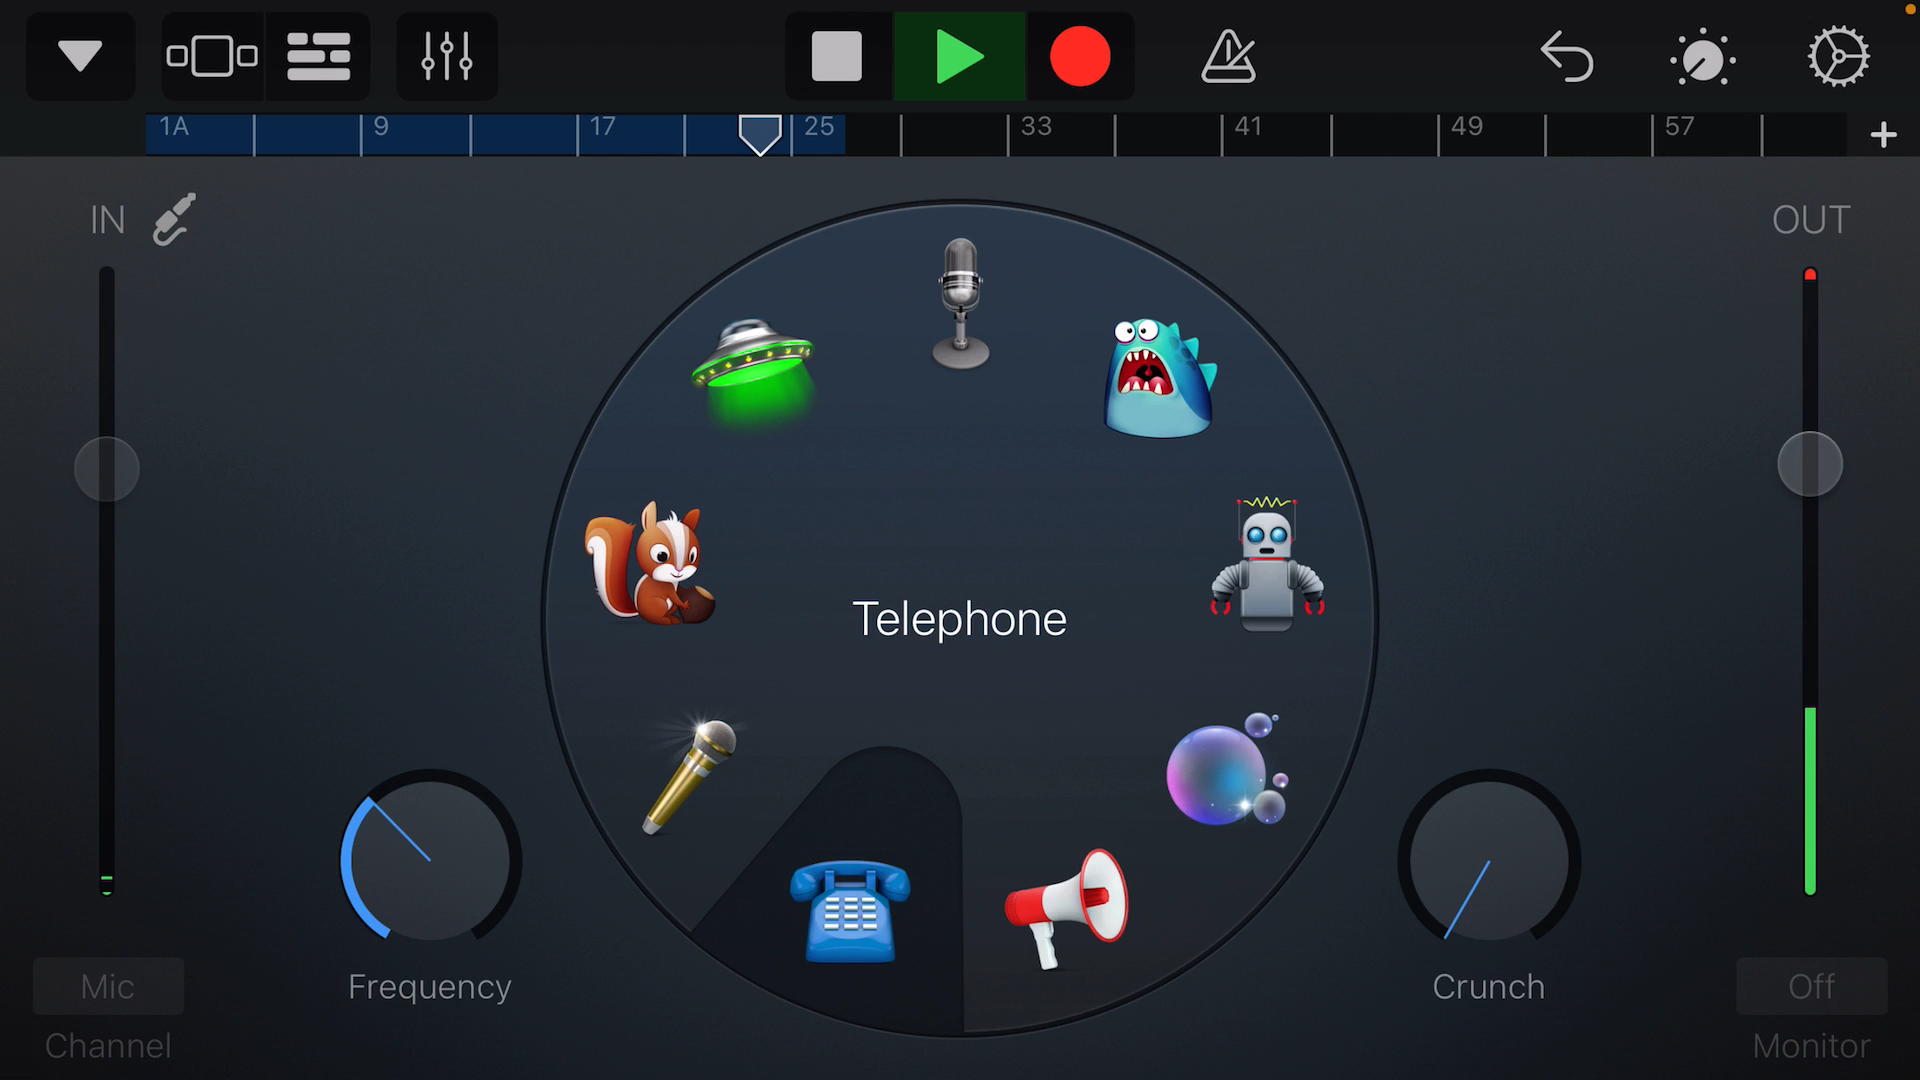 1A 9 17 25 33 41 49 57
IN
OUT
Telephone
Mic
Frequency
Crunch
Off
Channel
Monitor